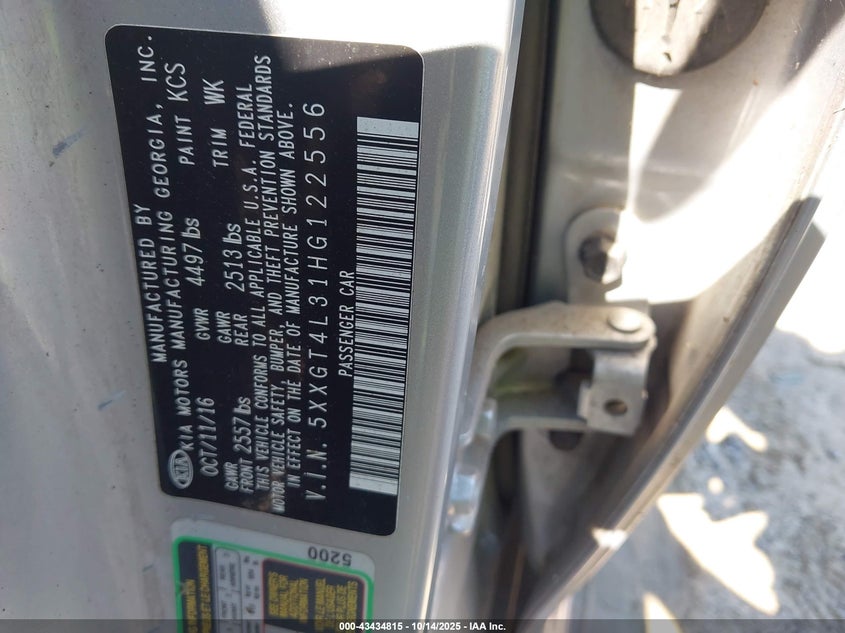 MANUFACTURED BY
KIA MOTORS MANUFACTURING GEORGIA, INC.
OCT/11/16 GVWR 4497 lbs PAINT KCS
GAWR FRONT 2557 lbs GAWR REAR 2513 lbs TRIM WK
THIS VEHICLE CONFORMS TO ALL APPLICABLE U.S.A. FEDERAL
MOTOR VEHICLE SAFETY, BUMPER, AND THEFT PREVENTION STANDARDS
IN EFFECT ON THE DATE OF MANUFACTURE SHOWN ABOVE.
V.I.N. 5XXGT4L31HG122556
PASSENGER CAR
KIA
5200
000-43434815 - 10/14/2025 - IAA Inc.